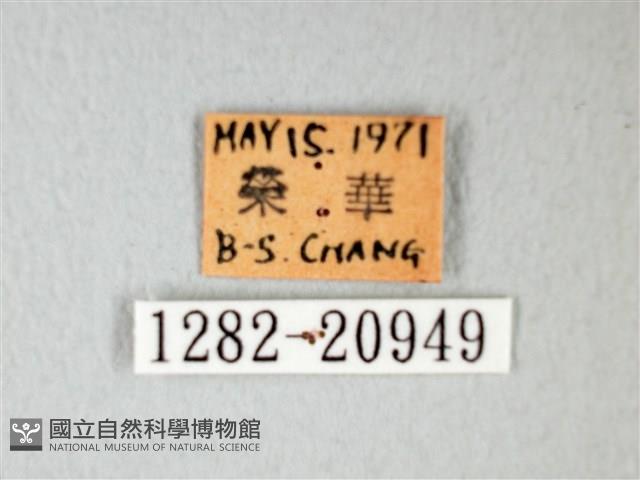 MAY 15. 1971
榮 華
B-S. CHANG
1282-20949
國立自然科學博物館
NATIONAL MUSEUM OF NATURAL SCIENCE